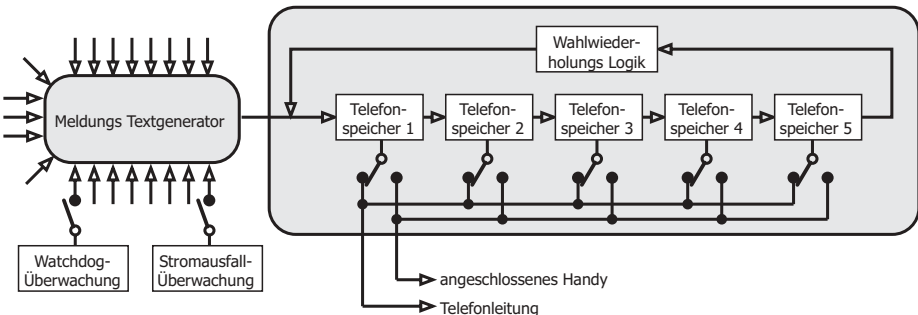 Wahlwieder-
holungs Logik
Meldungs Textgenerator
Telefon-
speicher 1
Telefon-
speicher 2
Telefon-
speicher 3
Telefon-
speicher 4
Telefon-
speicher 5
Watchdog-
Überwachung
Stromausfall-
Überwachung
angeschlossenes Handy
Telefonleitung